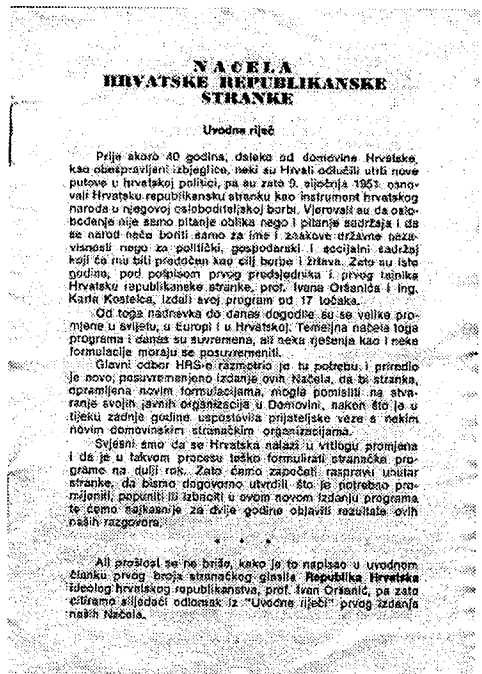 NAČELA
HRVATSKE REPUBLIKANSKE
STRANKE
Uvodna riječ
Prije skoro 40 godina, daleko od domovine Hrvatske,
kao obespravljeni izbjeglice, neki su Hrvati odlučili utrti nove
putove u hrvatskoj politici, pa su zato 9. siječnja 1951. osno-
vali Hrvatsku republikansku stranku kao instrument hrvatskog
naroda u njegovoj osloboditeljskoj borbi. Vjerovali su da oslo-
bođenje nije samo pitanje oblika nego i pitanje sadržaja i da
se narod neće boriti samo za ime i znakove državne neza-
visnosti nego za politički, gospodarski i socijalni sadržaj
koji će mu biti predočen kao cilj borbe i žrtava. Zato su iste
godine, pod potpisom prvog predsjednika i prvog tajnika
Hrvatske republikanske stranke, prof. Ivana Oršanića i ing.
Karla Kostelca, izdali svoj program od 17 točaka.
Od toga nadnevka do danas dogodile su se velike pro-
mjene u svijetu, u Europi i u Hrvatskoj. Temeljna načela toga
programa i danas su suvremena, ali neka rješenja kao i neke
formulacije moraju se posuvremeniti.
Glavni odbor HRS-e razmotrio je tu potrebu i priredio
je novo, posuvremenjeno izdanje ovih Načela, da bi stranka,
opremljena novim formulacijama, mogla pomisliti na stva-
ranje svojih javnih organizacija u Domovini, nakon što je u
tijeku zadnje godine uspostavila prijateljske veze s nekim
novim domovinskim stranačkim organizacijama.
Svjesni smo da se Hrvatska nalazi u vrtlogu promjena
i da je u takvom procesu teško formulirati stranačke pro-
grame na dulji rok. Zato ćemo započeti raspravu unutar
stranke, da bismo dogovorno utvrdili što je potrebno pro-
mijeniti, popuniti ili izbaciti u ovom novom izdanju programa
te ćemo najkasnije za dvije godine objaviti rezultate ovih
naših razgovora.
* * *
Ali prošlost se ne briše, kako je to napisao u uvodnom
članku prvog broja stranačkog glasila Republika Hrvatska
ideolog hrvatskog republikanstva, prof. Ivan Oršanić, pa zato
citiramo slijedeći odlomak iz "Uvodne riječi" prvog izdanja
naših Načela.